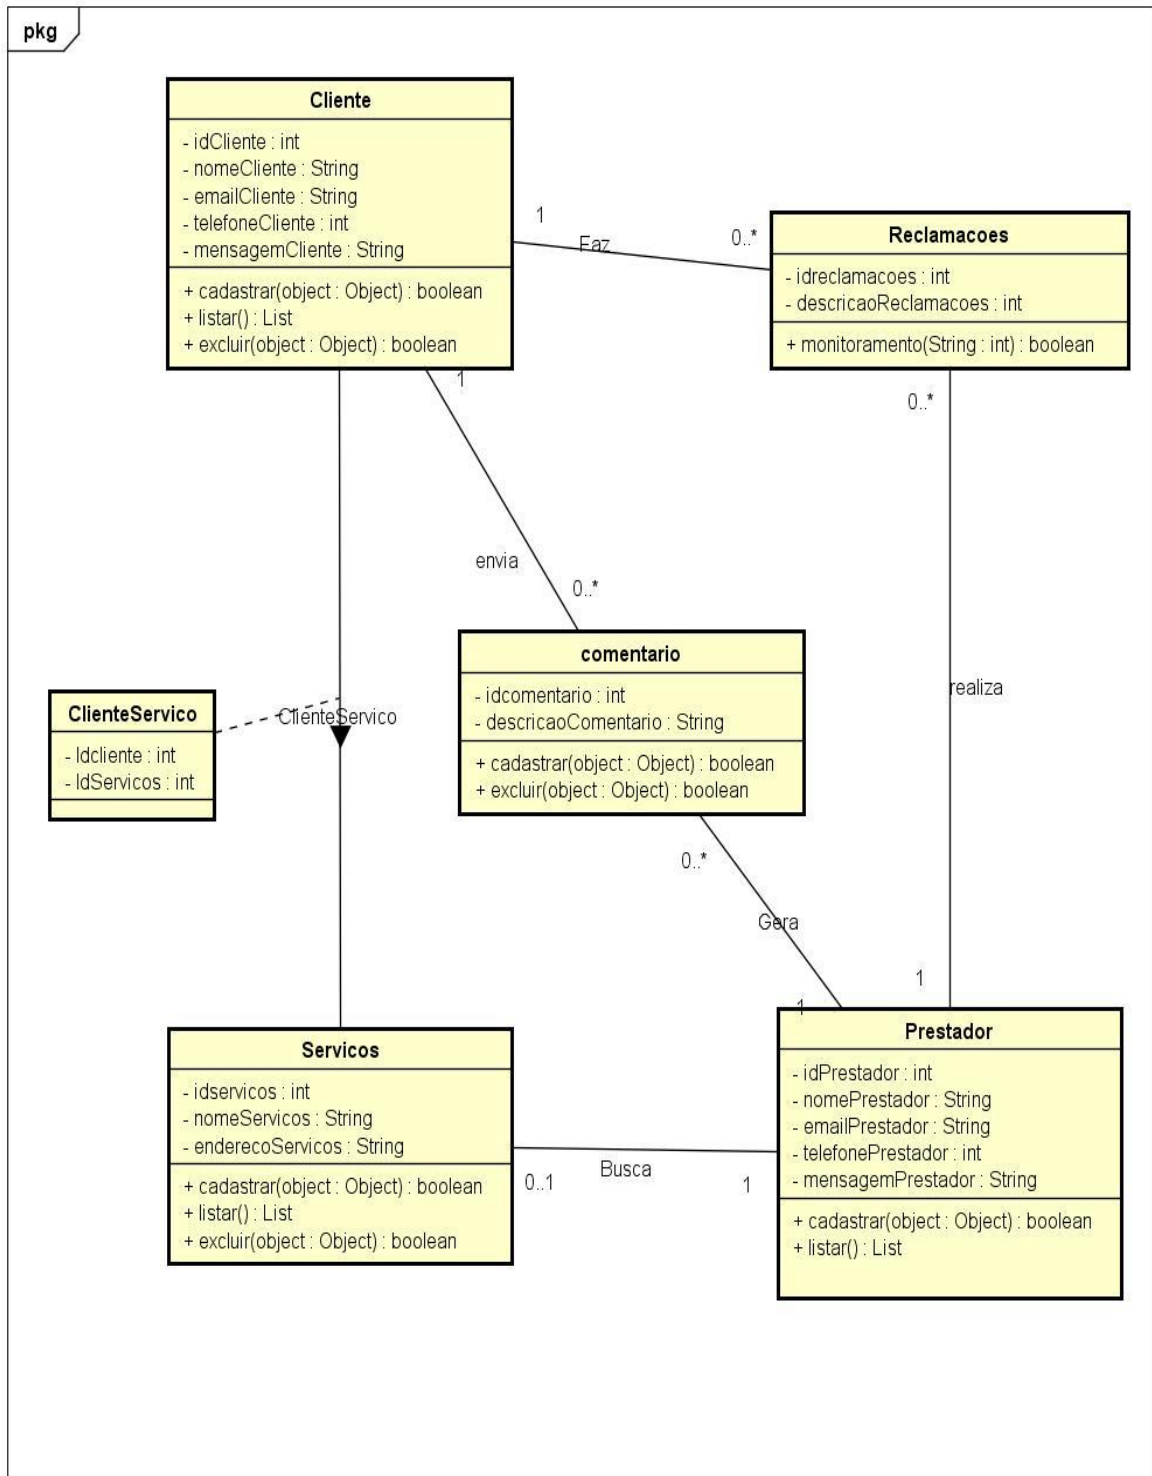 pkg
Cliente
- idCliente : int
- nomeCliente : String
- emailCliente : String
- telefoneCliente : int
- mensagemCliente : String
+ cadastrar(object : Object) : boolean
+ listar() : List
+ excluir(object : Object) : boolean
1
Faz
0..*
Reclamacoes
- idreclamacoes : int
- descricaoReclamacoes : int
+ monitoramento(String : int) : boolean
1
0..*
envia
0..*
comentario
- idcomentario : int
- descricaoComentario : String
+ cadastrar(object : Object) : boolean
+ excluir(object : Object) : boolean
realiza
ClienteServico
- Idcliente : int
- IdServicos : int
ClienteServico
0..*
Gera
1
1
Servicos
- idservicos : int
- nomeServicos : String
- enderecoServicos : String
+ cadastrar(object : Object) : boolean
+ listar() : List
+ excluir(object : Object) : boolean
0..1
Busca
1
Prestador
- idPrestador : int
- nomePrestador : String
- emailPrestador : String
- telefonePrestador : int
- mensagemPrestador : String
+ cadastrar(object : Object) : boolean
+ listar() : List